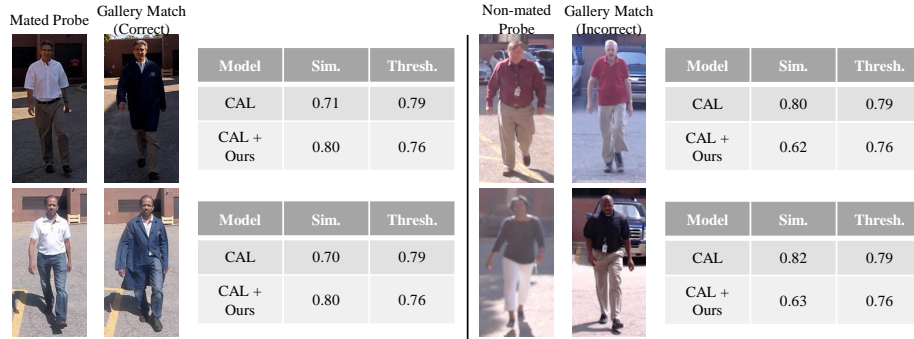 Mated Probe
Gallery Match
(Correct)
Model Sim. Thresh.
CAL 0.71 0.79
CAL +
Ours
0.80 0.76
Model Sim. Thresh.
CAL 0.70 0.79
CAL +
Ours
0.80 0.76
Non-mated
Probe
Gallery Match
(Incorrect)
Model Sim. Thresh.
CAL 0.80 0.79
CAL +
Ours
0.62 0.76
Model Sim. Thresh.
CAL 0.82 0.79
CAL +
Ours
0.63 0.76